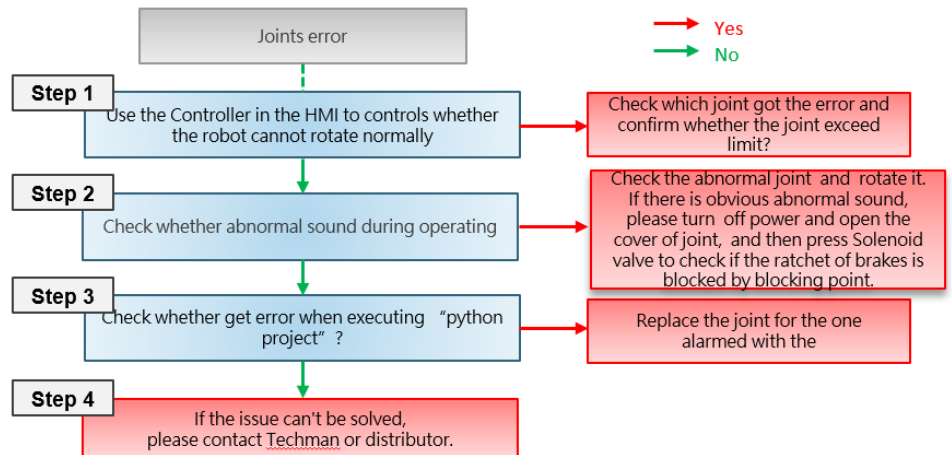 Joints error
Yes
No
Step 1
Use the Controller in the HMI to controls whether
the robot cannot rotate normally
Check which joint got the error and
confirm whether the joint exceed
limit?
Step 2
Check whether abnormal sound during operating
Check the abnormal joint and rotate it.
If there is obvious abnormal sound,
please turn off power and open the
cover of joint, and then press Solenoid
valve to check if the ratchet of brakes is
blocked by blocking point.
Step 3
Check whether get error when executing “python
project” ?
Replace the joint for the one
alarmed with the
Step 4
If the issue can't be solved,
please contact Techman or distributor.